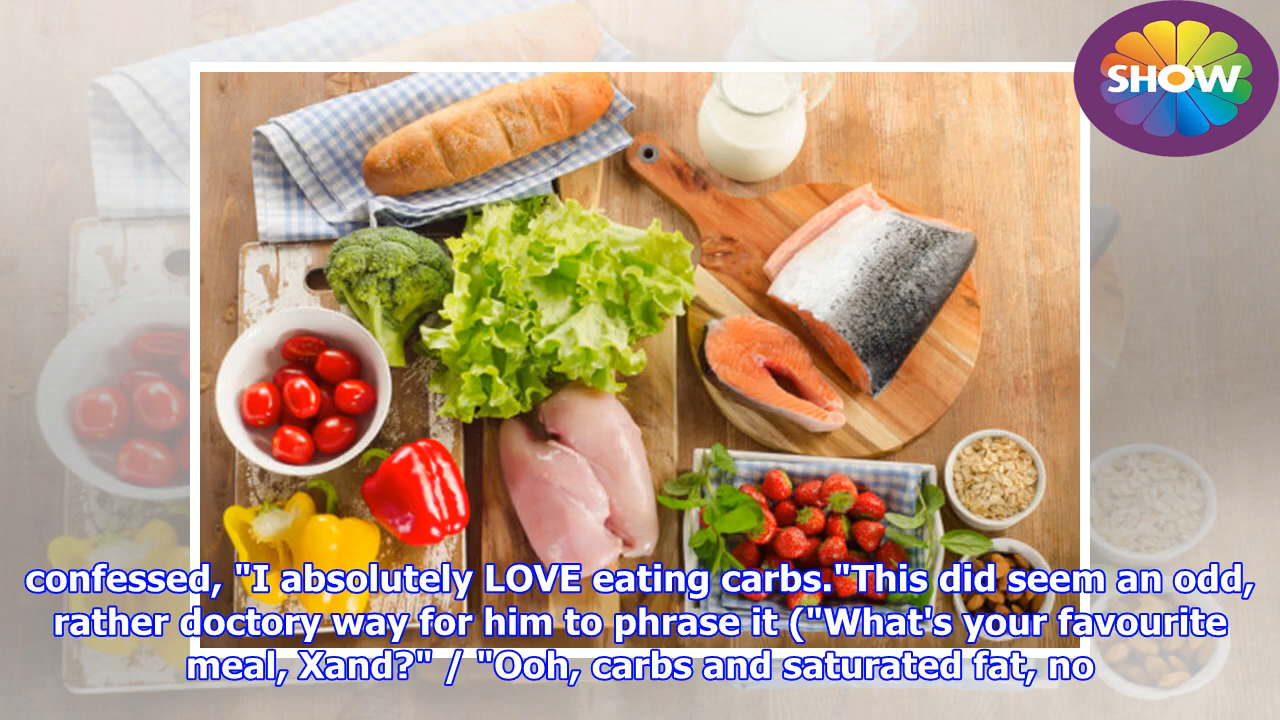 SHOW
confessed, "I absolutely LOVE eating carbs."This did seem an odd,
rather doctory way for him to phrase it ("What's your favourite
meal, Xand?" / "Ooh, carbs and saturated fat, no